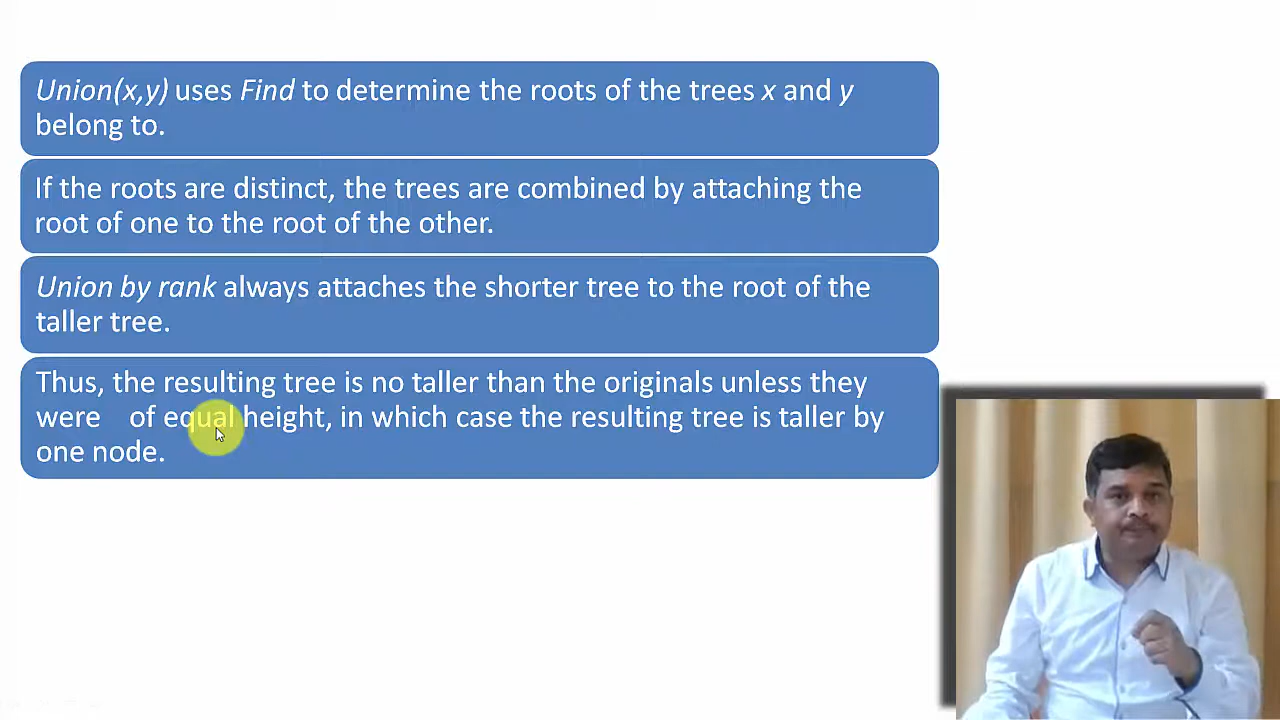 Union(x,y) uses Find to determine the roots of the trees x and y
belong to.
If the roots are distinct, the trees are combined by attaching the
root of one to the root of the other.
Union by rank always attaches the shorter tree to the root of the
taller tree.
Thus, the resulting tree is no taller than the originals unless they
were of equal height, in which case the resulting tree is taller by
one node.